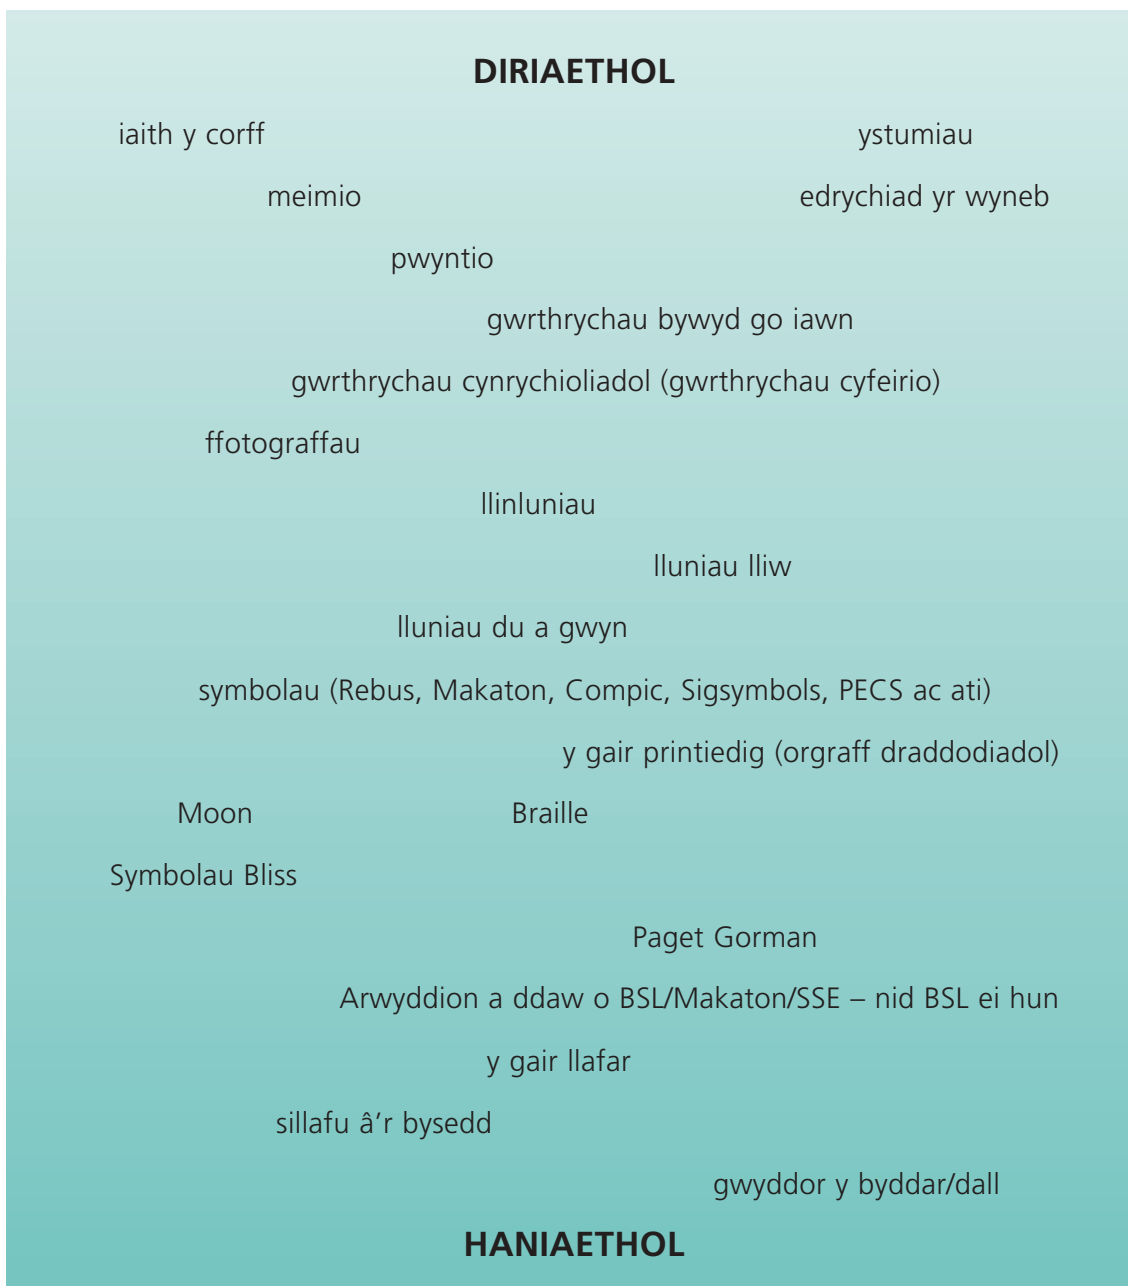 DIRIAETHOL
iaith y corff ystumiau
meimio edrychiad yr wyneb
pwyntio
gwrthrychau bywyd go iawn
gwrthrychau cynrychioliadol (gwrthrychau cyfeirio)
ffotograffau
llinluniau
lluniau lliw
lluniau du a gwyn
symbolau (Rebus, Makaton, Compic, Sigsymbols, PECS ac ati)
y gair printiedig (orgraff draddodiadol)
Moon Braille
Symbolau Bliss
Paget Gorman
Arwyddion a ddaw o BSL/Makaton/SSE – nid BSL ei hun
y gair llafar
sillafu â’r bysedd
gwyddor y byddar/dall
HANIAETHOL